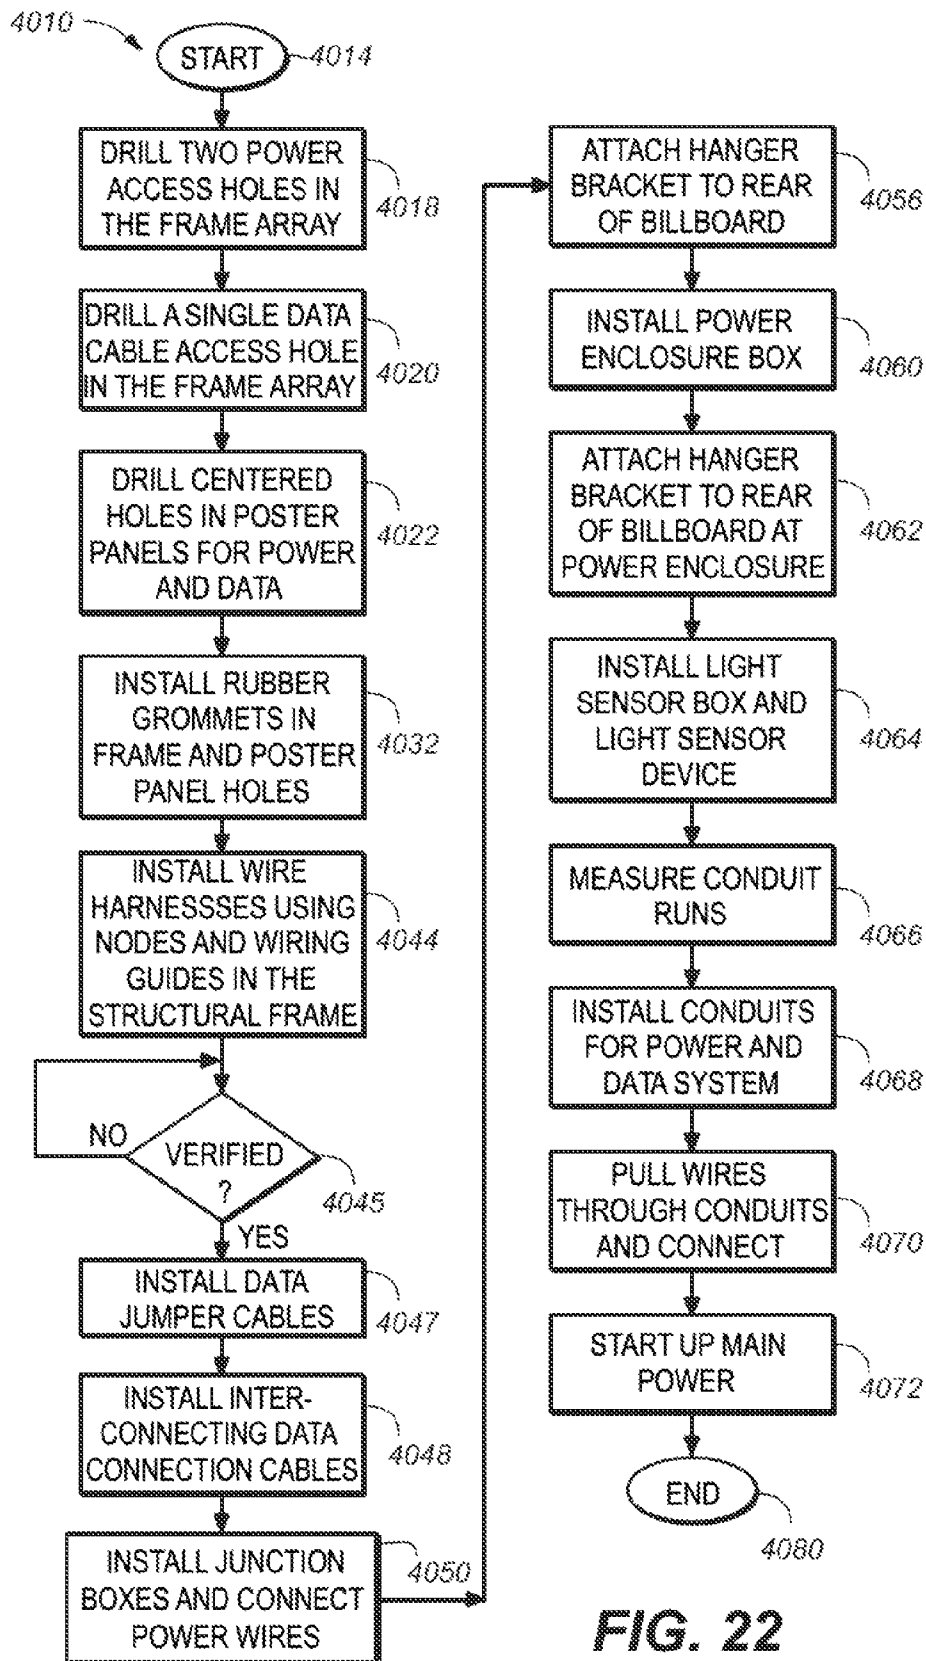 4010
START
4014
DRILL TWO POWER
ACCESS HOLES IN
THE FRAME ARRAY
4018
DRILL A SINGLE DATA
CABLE ACCESS HOLE
IN THE FRAME ARRAY
4020
DRILL CENTERED
HOLES IN POSTER
PANELS FOR POWER
AND DATA
4022
INSTALL RUBBER
GROMMETS IN
FRAME AND POSTER
PANEL HOLES
4032
INSTALL WIRE
HARNESSSES USING
NODES AND WIRING
GUIDES IN THE
STRUCTURAL FRAME
4044
NO
VERIFIED
?
4045
YES
INSTALL DATA
JUMPER CABLES
4047
INSTALL INTER-
CONNECTING DATA
CONNECTION CABLES
4048
INSTALL JUNCTION
BOXES AND CONNECT
POWER WIRES
4050
ATTACH HANGER
BRACKET TO REAR
OF BILLBOARD
4056
INSTALL POWER
ENCLOSURE BOX
4060
ATTACH HANGER
BRACKET TO REAR
OF BILLBOARD AT
POWER ENCLOSURE
4062
INSTALL LIGHT
SENSOR BOX AND
LIGHT SENSOR
DEVICE
4064
MEASURE CONDUIT
RUNS
4066
INSTALL CONDUITS
FOR POWER AND
DATA SYSTEM
4068
PULL WIRES
THROUGH CONDUITS
AND CONNECT
4070
START UP MAIN
POWER
4072
END
4080
FIG. 22